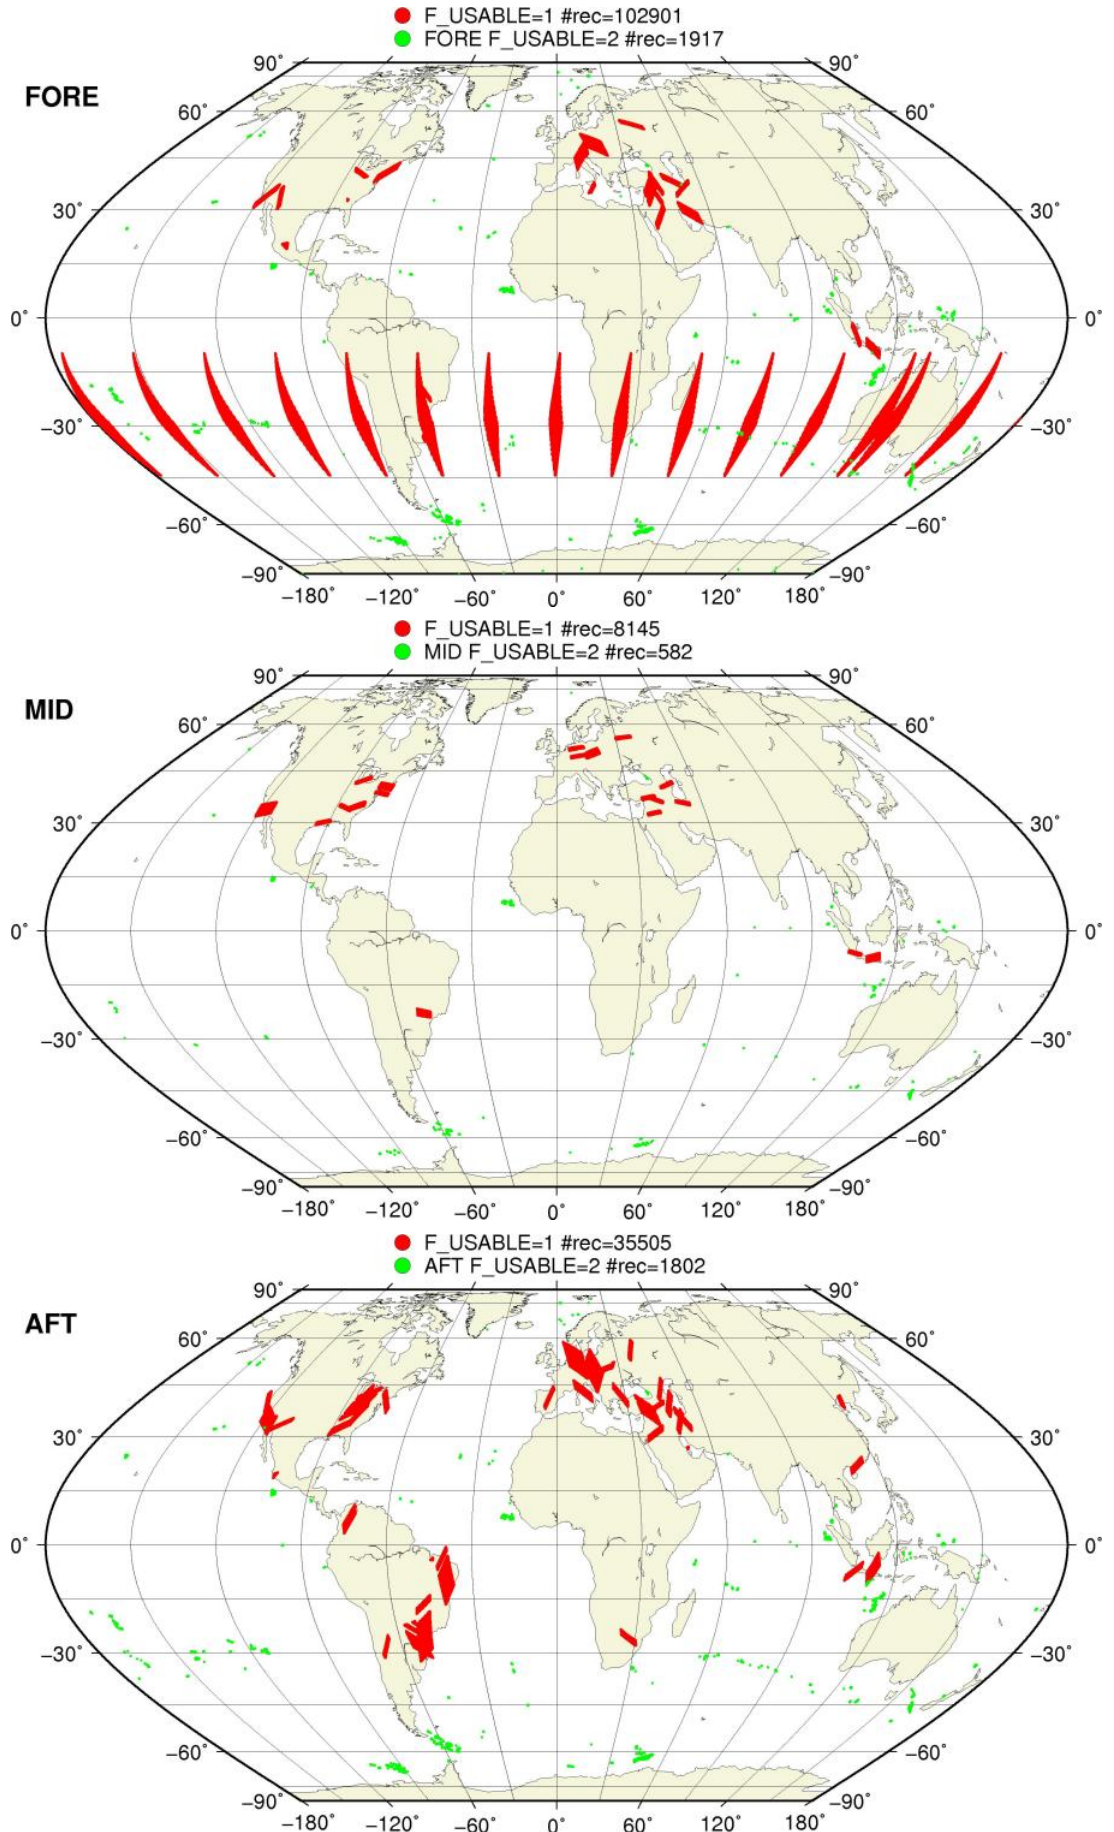 F_USABLE=1 #rec=102901
FORE F_USABLE=2 #rec=1917
FORE
90° 90°
60° 60°
30° 30°
0° 0°
−30° −30°
−60° −60°
−90° −90°
−180° −120° −60° 0° 60° 120° 180°
F_USABLE=1 #rec=8145
MID F_USABLE=2 #rec=582
MID
90° 90°
60° 60°
30° 30°
0° 0°
−30° −30°
−60° −60°
−90° −90°
−180° −120° −60° 0° 60° 120° 180°
F_USABLE=1 #rec=35505
AFT F_USABLE=2 #rec=1802
AFT
90° 90°
60° 60°
30° 30°
0° 0°
−30° −30°
−60° −60°
−90° −90°
−180° −120° −60° 0° 60° 120° 180°